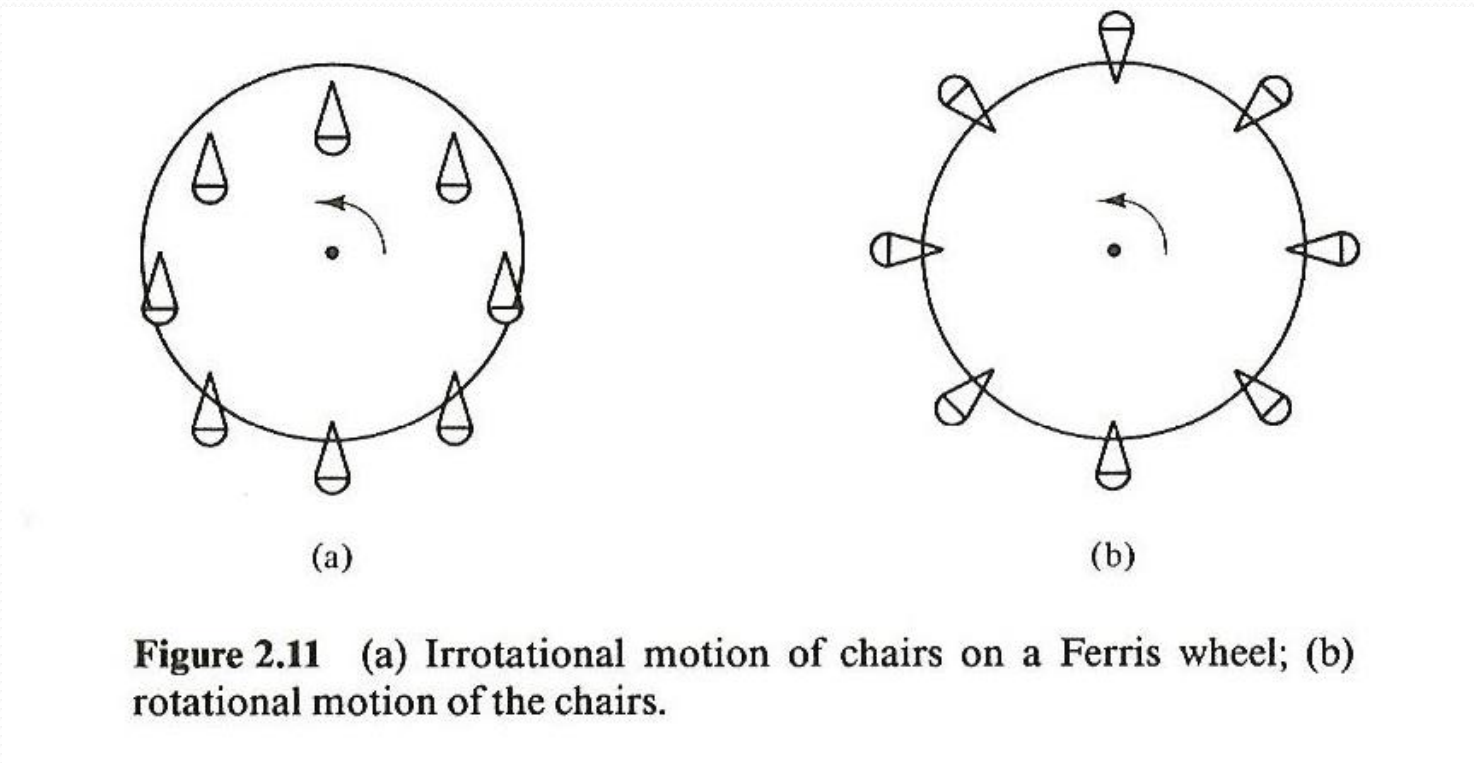 (a)
(b)
Figure 2.11 (a) Irrotational motion of chairs on a Ferris wheel; (b)
rotational motion of the chairs.